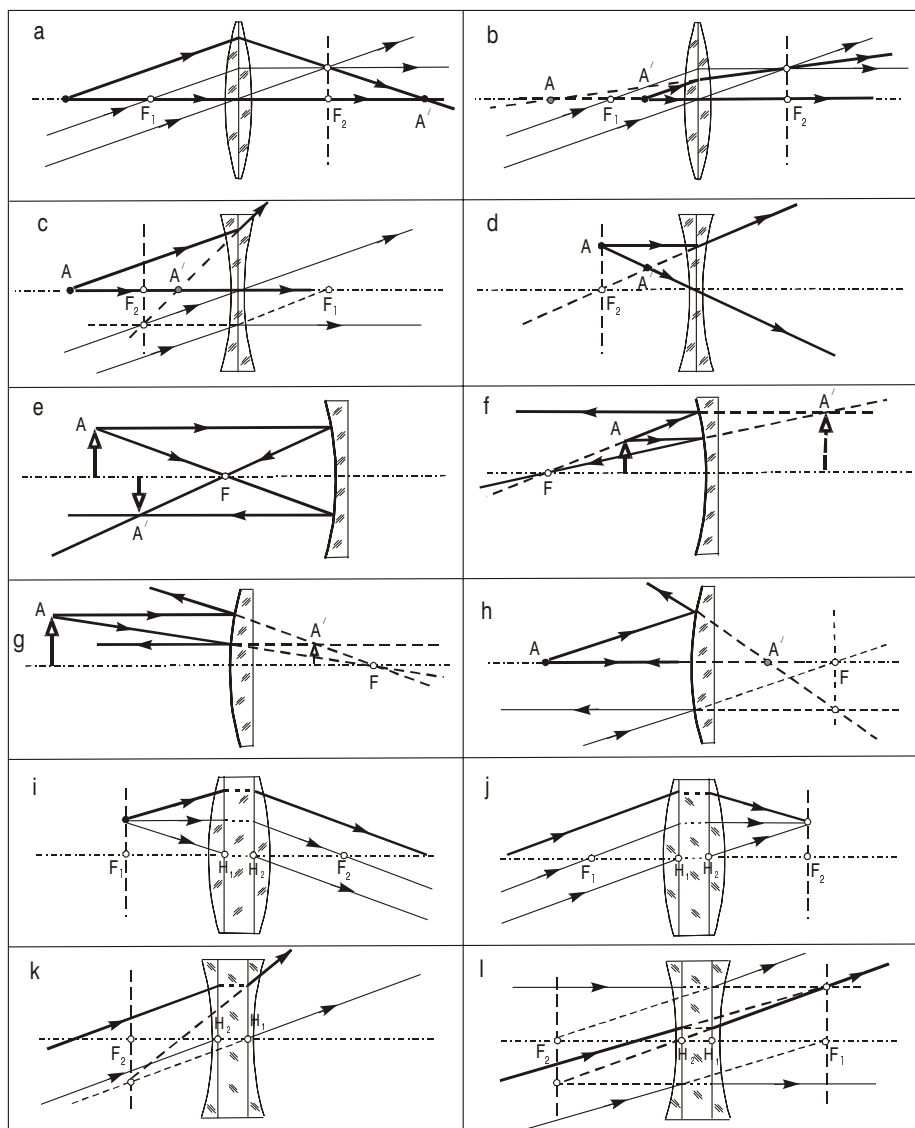 a
F₁
F₂
A′
b
A
A′
F₁
F₂
c
A
A′
F₂
F₁
d
A
A′
F₂
e
A
F
A′
f
A
A′
F
g
A
A′
F
h
A
A′
F
i
F₁
H₁
H₂
F₂
j
F₁
H₁
H₂
F₂
k
F₂
H₂
H₁
l
F₂
H₂
H₁
F₁